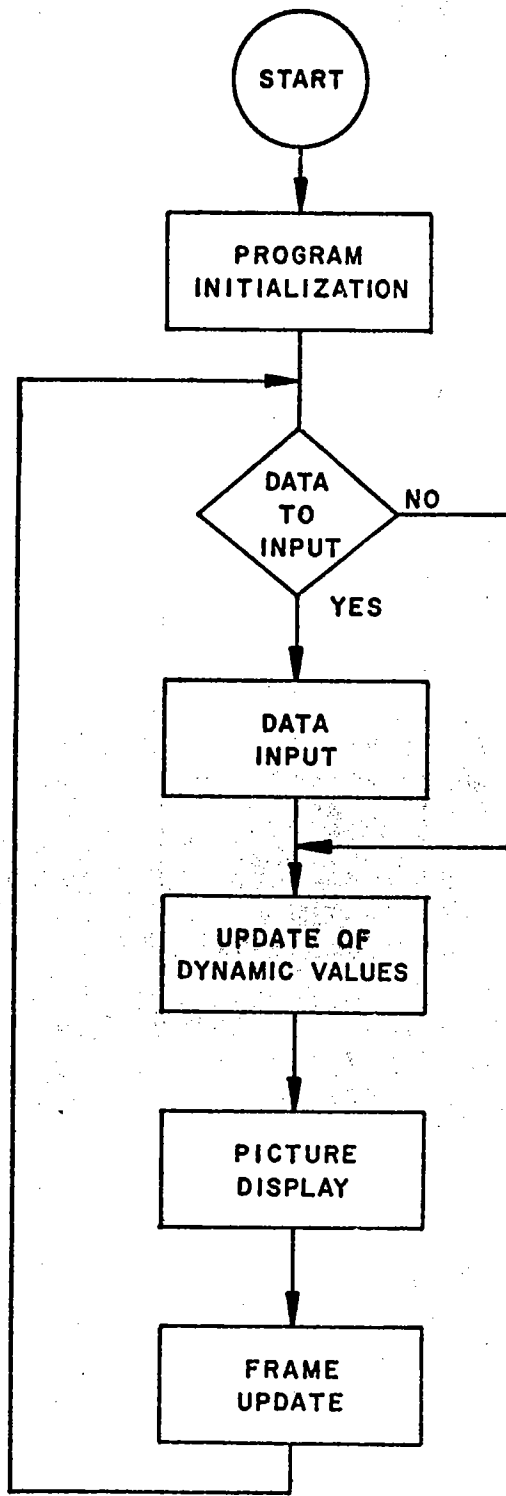 START
PROGRAM
INITIALIZATION
DATA
TO
INPUT
NO
YES
DATA
INPUT
UPDATE OF
DYNAMIC VALUES
PICTURE
DISPLAY
FRAME
UPDATE